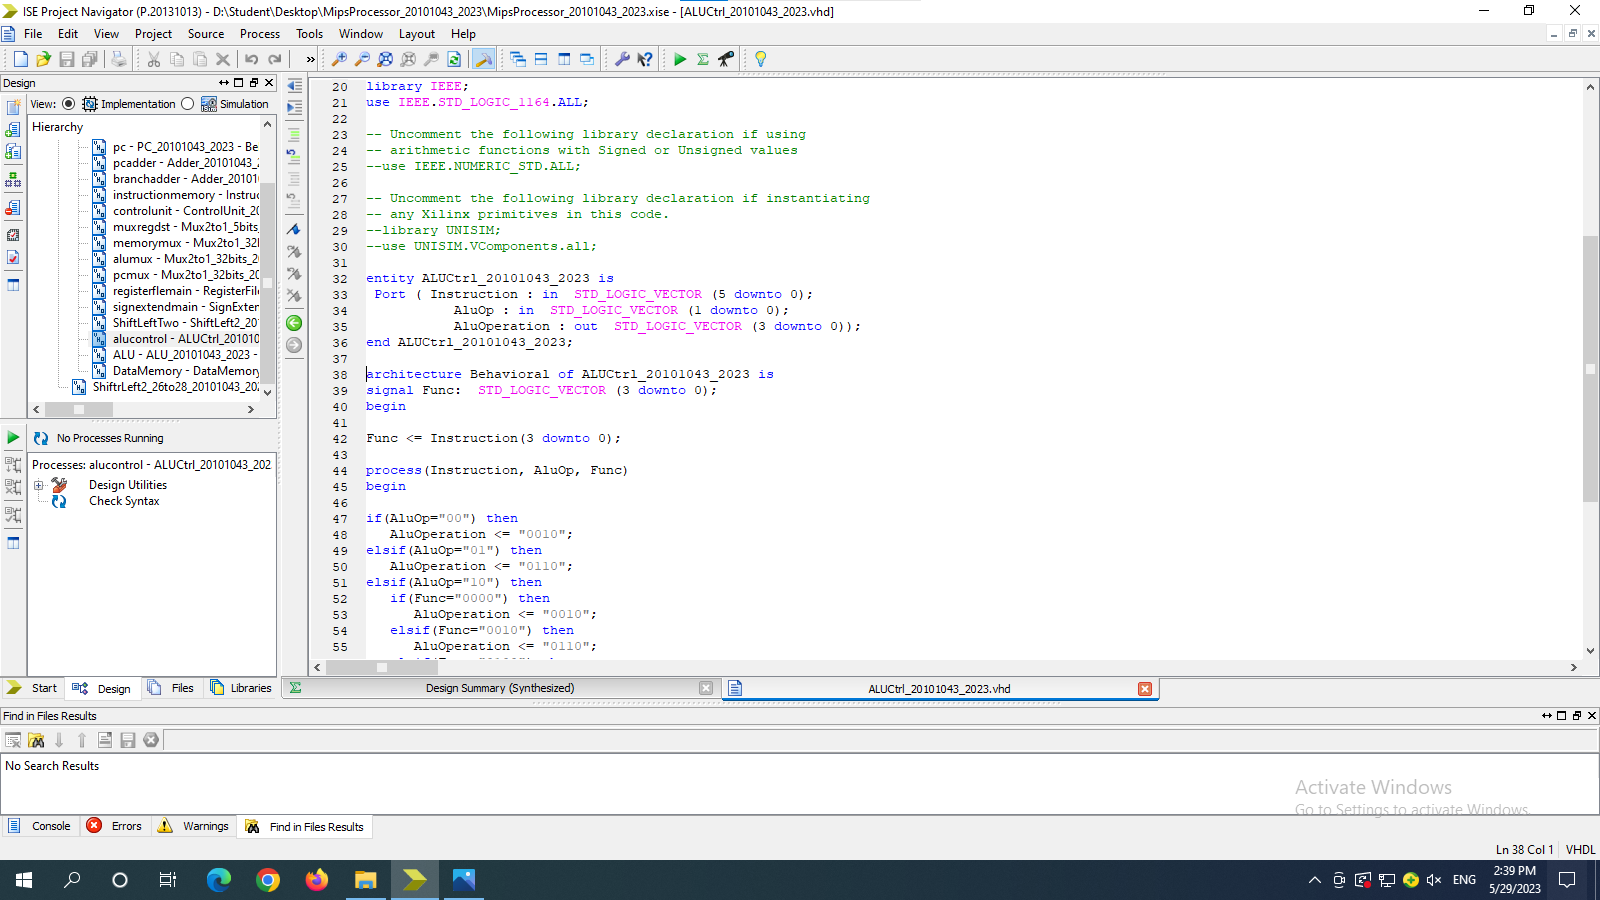 ISE Project Navigator (P.20131013) - D:\Student\Desktop\MipsProcessor_20101043_2023\MipsProcessor_20101043_2023.xise - [ALUCtrl_20101043_2023.vhd]
File Edit View Project Source Process Tools Window Layout Help
Design
View: Implementation Simulation
Hierarchy
pc - PC_20101043_2023 - Be
pcadder - Adder_20101043_
branchadder - Adder_20101
instructionmemory - Instruc
controlunit - ControlUnit_20
muxregdst - Mux2to1_5bits_
memorymux - Mux2to1_32
alumux - Mux2to1_32bits_2
pcmux - Mux2to1_32bits_20
registerflemain - RegisterFil
signextendmain - SignExter
ShiftLeftTwo - ShiftLeft2_20
alucontrol - ALUCtrl_20101
ALU - ALU_20101043_2023 -
DataMemory - DataMemory
ShiftrLeft2_26to28_20101043_20
No Processes Running
Processes: alucontrol - ALUCtrl_20101043_202
Design Utilities
Check Syntax
Start Design Files Libraries
20 library IEEE;
21 use IEEE.STD_LOGIC_1164.ALL;
22
23 -- Uncomment the following library declaration if using
24 -- arithmetic functions with Signed or Unsigned values
25 --use IEEE.NUMERIC_STD.ALL;
26
27 -- Uncomment the following library declaration if instantiating
28 -- any Xilinx primitives in this code.
29 --library UNISIM;
30 --use UNISIM.VComponents.all;
31
32 entity ALUCtrl_20101043_2023 is
33 Port ( Instruction : in STD_LOGIC_VECTOR (5 downto 0);
34 AluOp : in STD_LOGIC_VECTOR (1 downto 0);
35 AluOperation : out STD_LOGIC_VECTOR (3 downto 0));
36 end ALUCtrl_20101043_2023;
37
38 architecture Behavioral of ALUCtrl_20101043_2023 is
39 signal Func: STD_LOGIC_VECTOR (3 downto 0);
40 begin
41
42 Func <= Instruction(3 downto 0);
43
44 process(Instruction, AluOp, Func)
45 begin
46
47 if(AluOp="00") then
48 AluOperation <= "0010";
49 elsif(AluOp="01") then
50 AluOperation <= "0110";
51 elsif(AluOp="10") then
52 if(Func="0000") then
53 AluOperation <= "0010";
54 elsif(Func="0010") then
55 AluOperation <= "0110";
Design Summary (Synthesized) ALUCtrl_20101043_2023.vhd
Find in Files Results
No Search Results
Activate Windows
Go to Settings to activate Windows.
Console Errors Warnings Find in Files Results
Ln 38 Col 1 VHDL
ENG
2:39 PM
5/29/2023